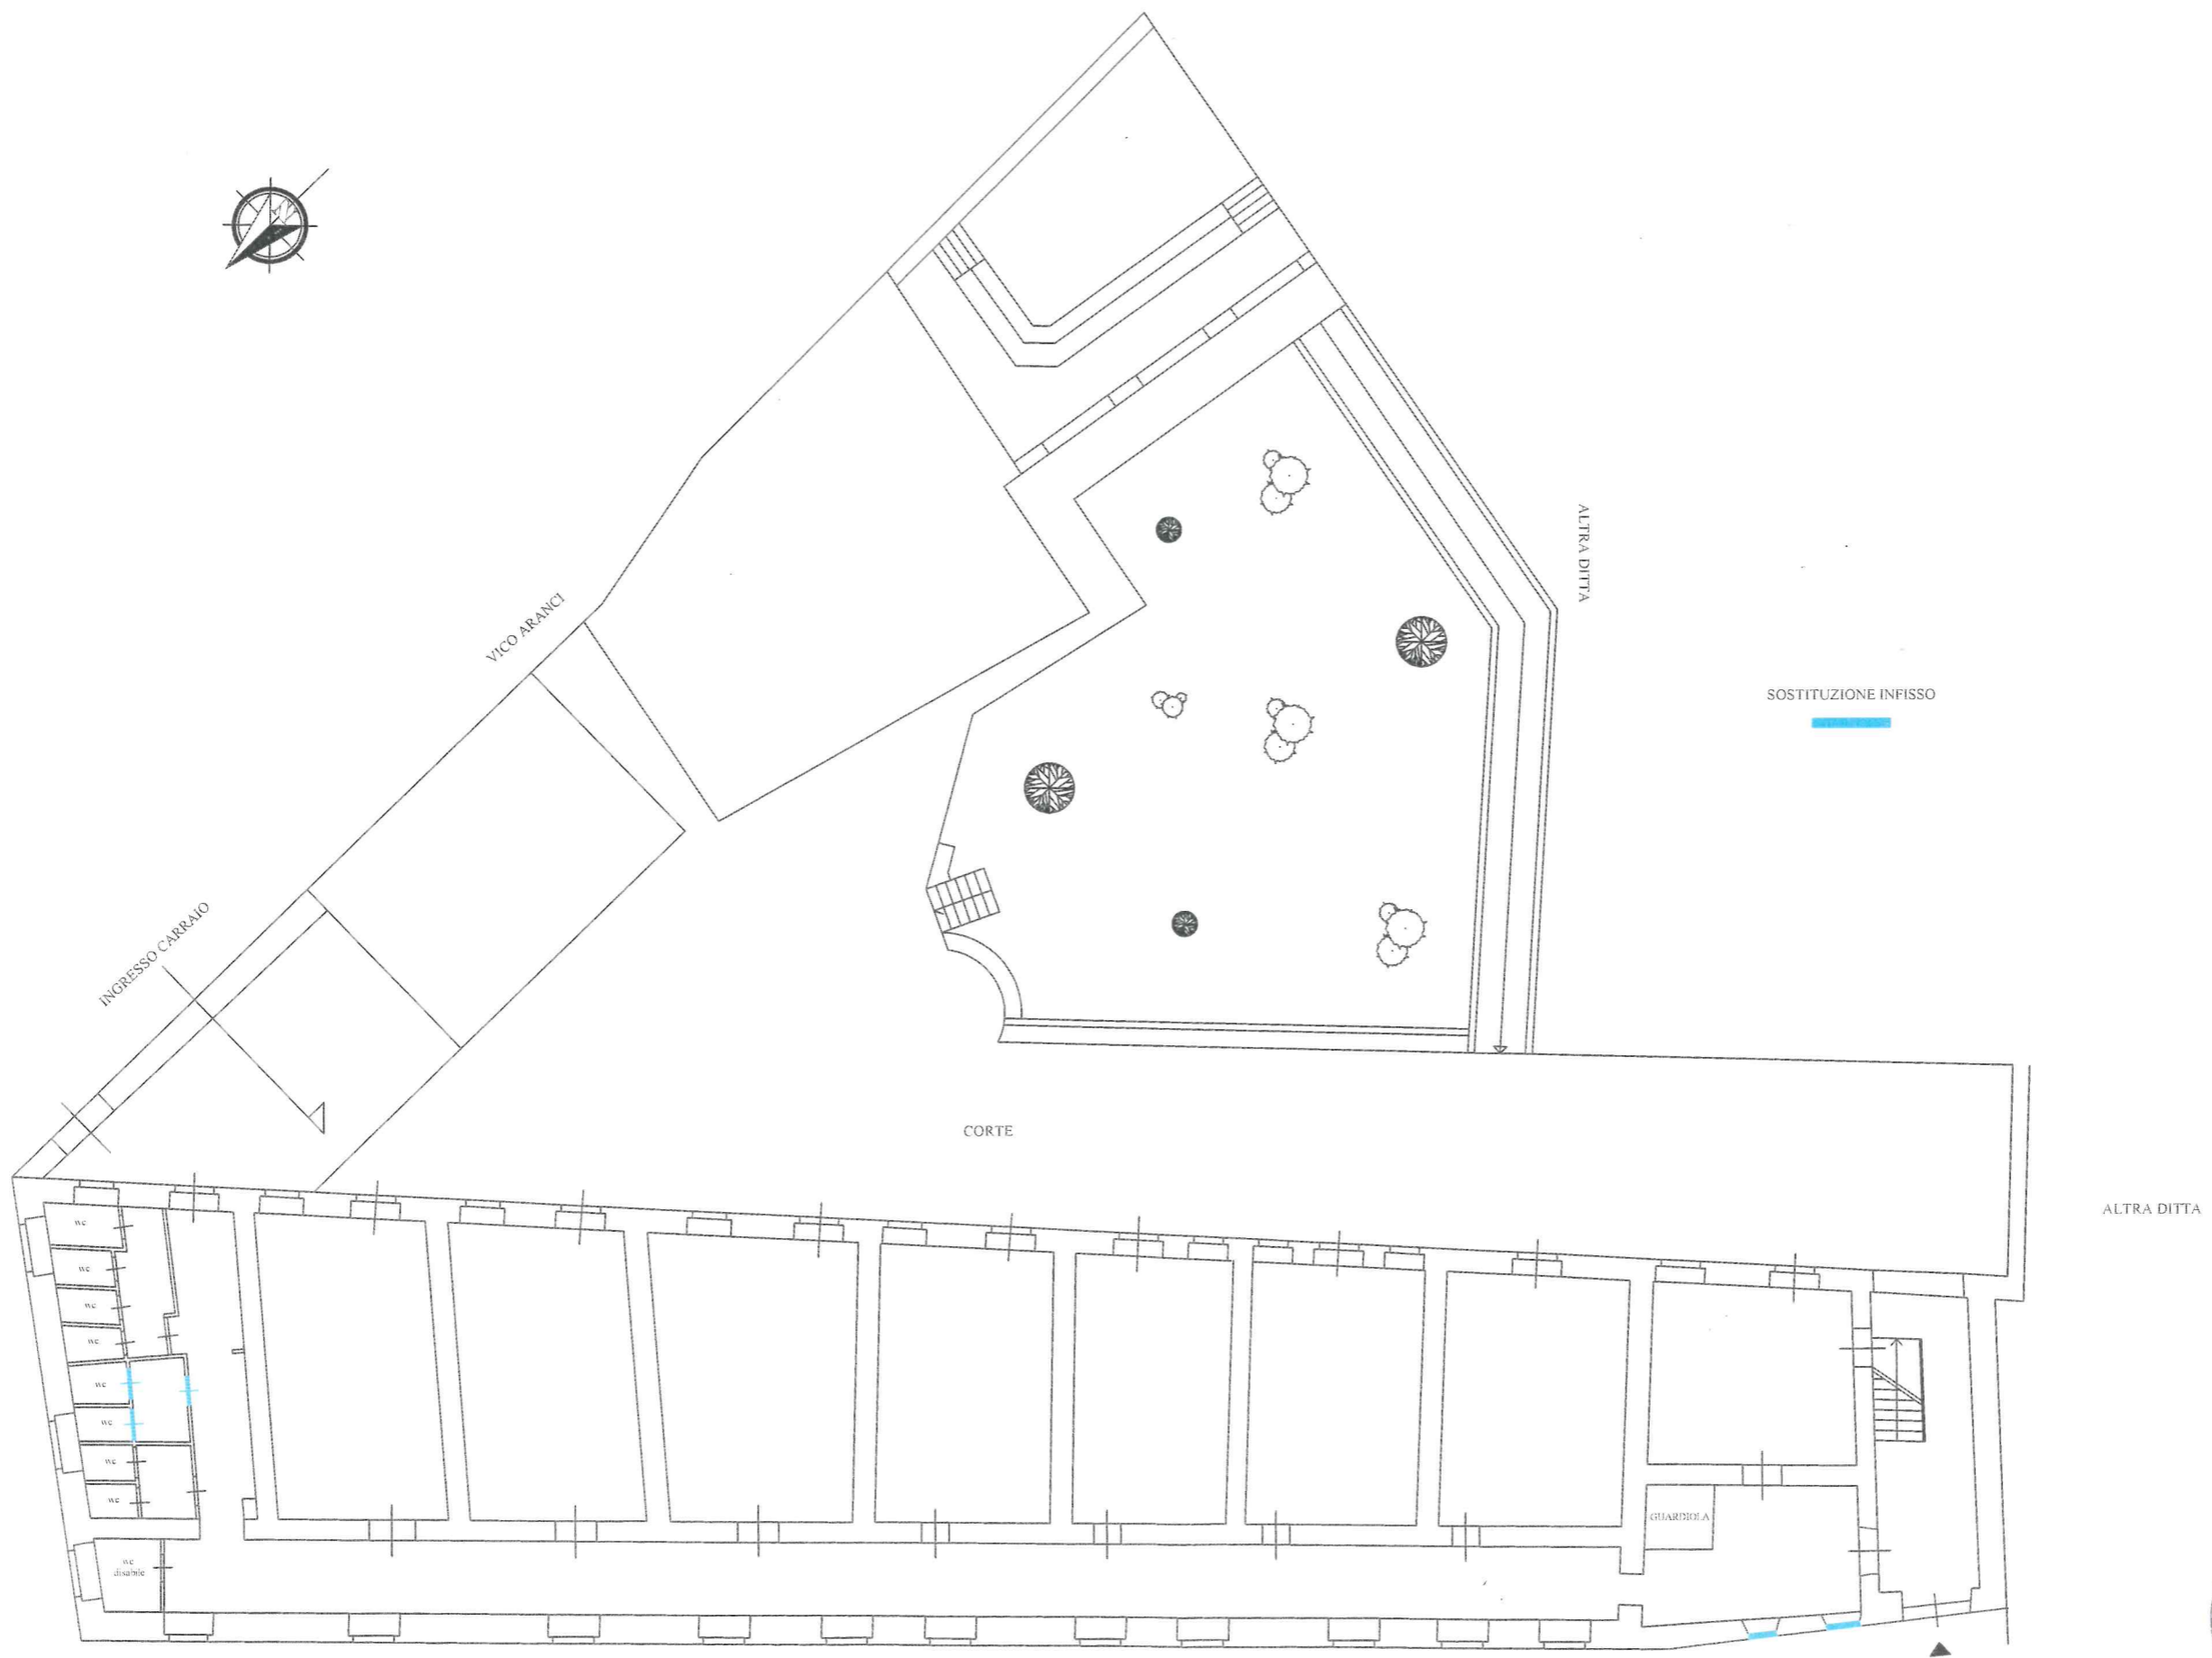 VICO ARANCI
ALTRA DITTA
SOSTITUZIONE INFISSO
INGRESSO CARRAIO
CORTE
ALTRA DITTA
wc
wc
wc
wc
wc
wc
wc
wc
GUARDIOLA
wc
disabile